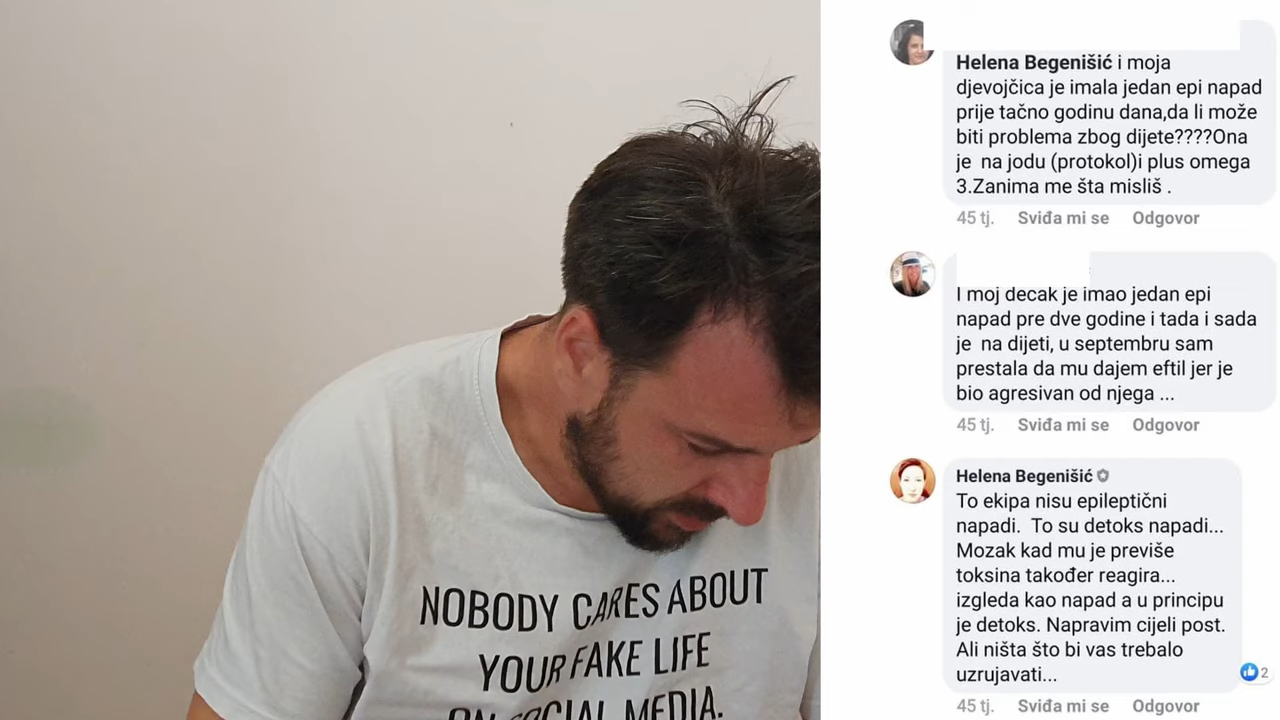 NOBODY CARES ABOUT
YOUR FAKE LIFE
ON SOCIAL MEDIA.
Helena Begenišić i moja
djevojčica je imala jedan epi napad
prije tačno godinu dana,da li može
biti problema zbog dijete????Ona
je na jodu (protokol)i plus omega
3.Zanima me šta misliš .
45 tj. Sviđa mi se Odgovor
I moj decak je imao jedan epi
napad pre dve godine i tada i sada
je na dijeti, u septembru sam
prestala da mu dajem eftil jer je
bio agresivan od njega ...
45 tj. Sviđa mi se Odgovor
Helena Begenišić
To ekipa nisu epileptični
napadi. To su detoks napadi...
Mozak kad mu je previše
toksina također reagira...
izgleda kao napad a u principu
je detoks. Napravim cijeli post.
Ali ništa što bi vas trebalo
uzrujavati...
2
45 tj. Sviđa mi se Odgovor